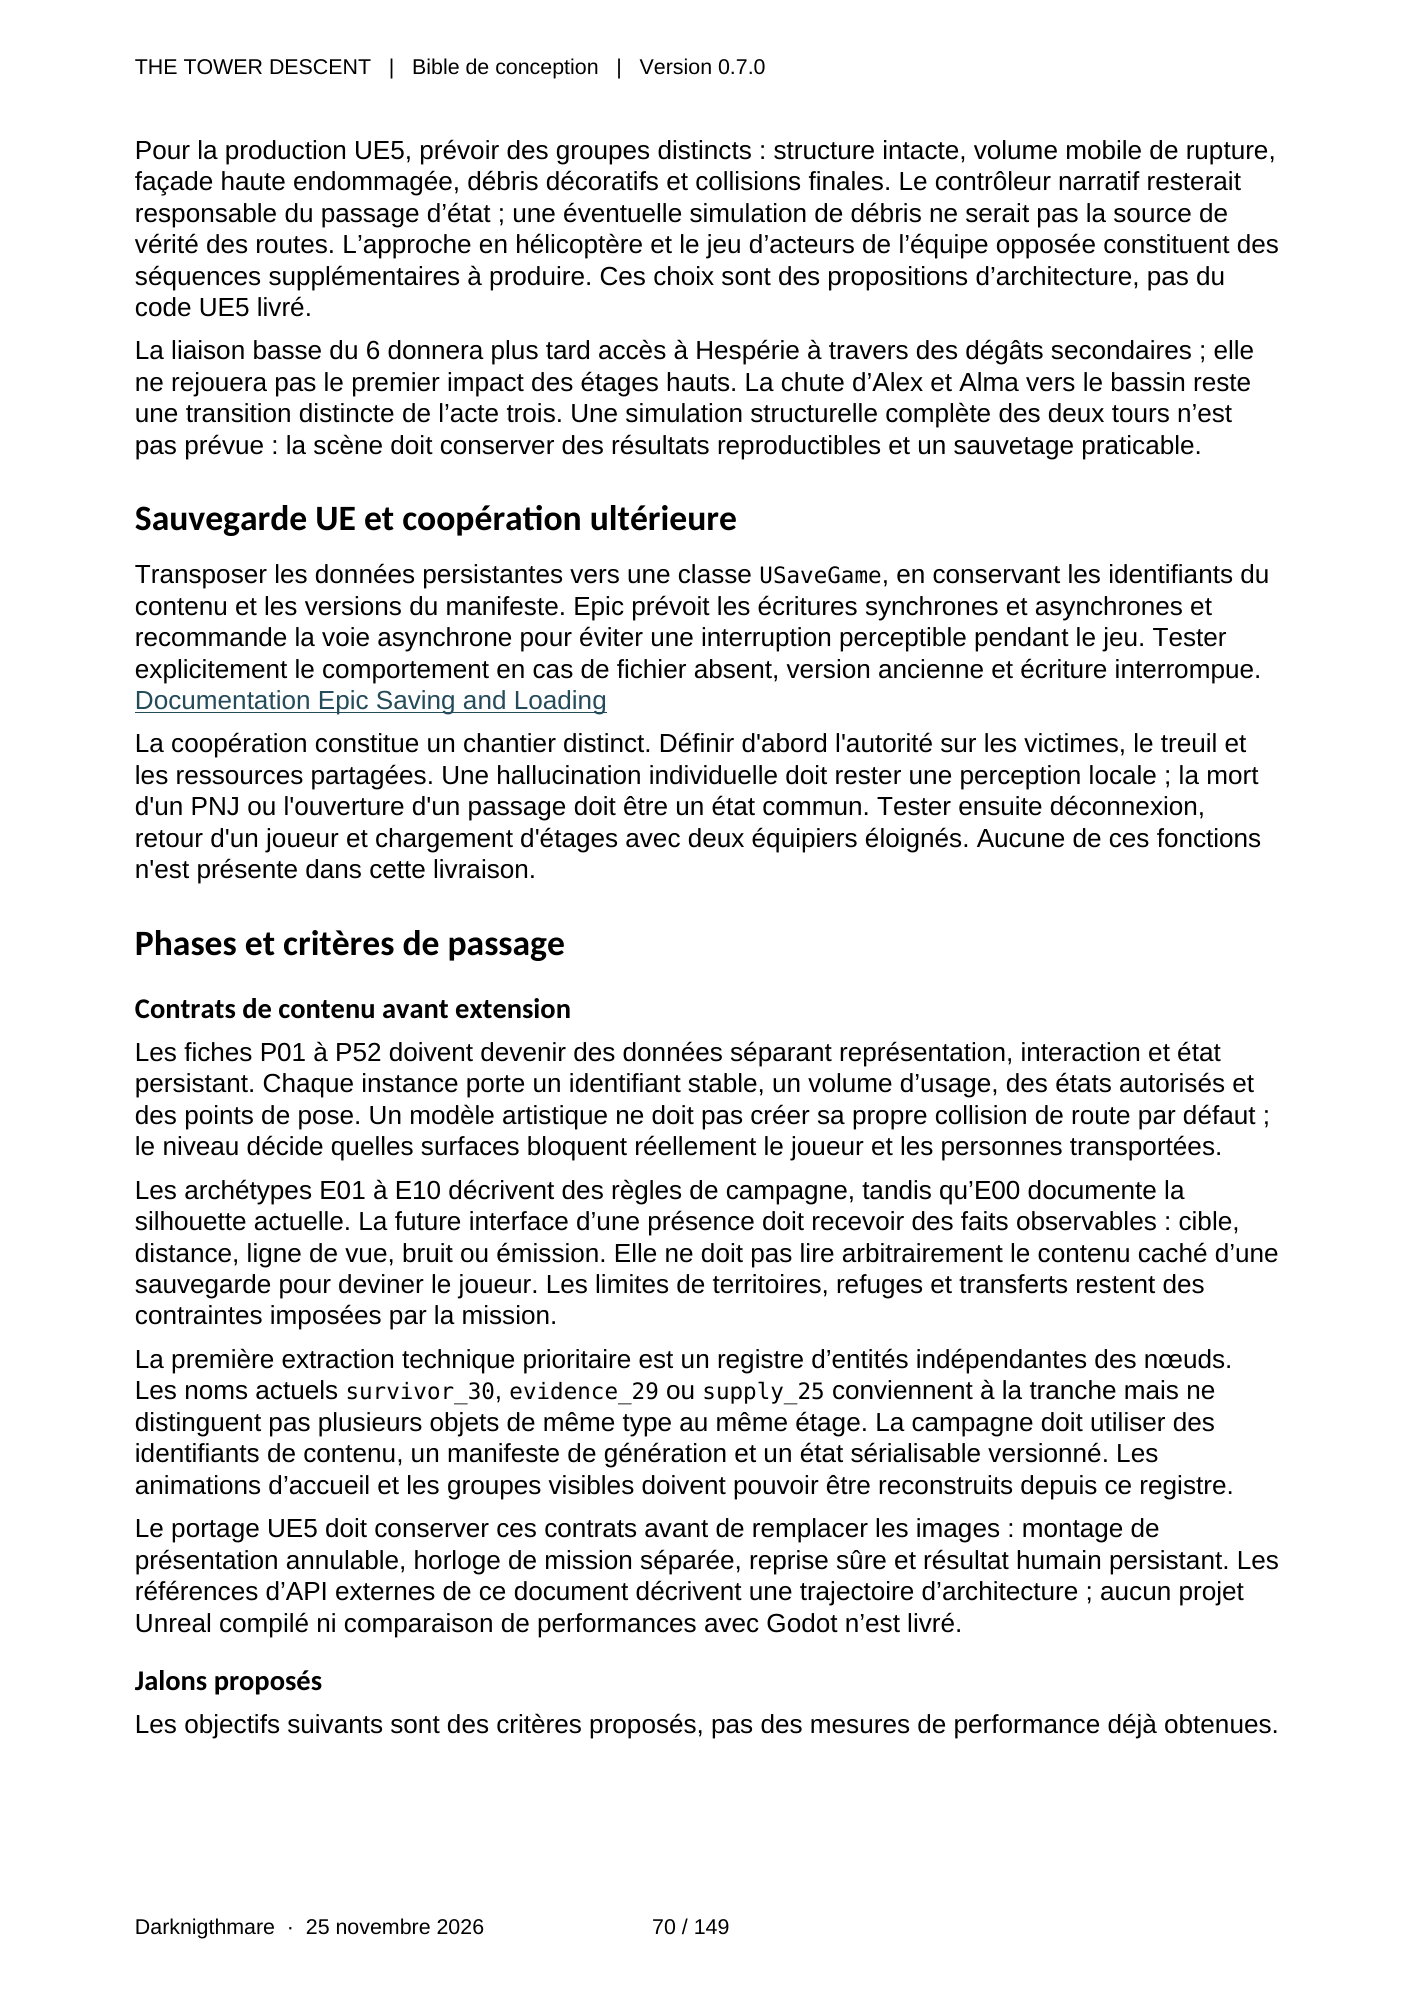 THE TOWER DESCENT | Bible de conception | Version 0.7.0
Pour la production UE5, prévoir des groupes distincts : structure intacte, volume mobile de rupture,
façade haute endommagée, débris décoratifs et collisions finales. Le contrôleur narratif resterait
responsable du passage d’état ; une éventuelle simulation de débris ne serait pas la source de
vérité des routes. L’approche en hélicoptère et le jeu d’acteurs de l’équipe opposée constituent des
séquences supplémentaires à produire. Ces choix sont des propositions d’architecture, pas du
code UE5 livré.
La liaison basse du 6 donnera plus tard accès à Hespérie à travers des dégâts secondaires ; elle
ne rejouera pas le premier impact des étages hauts. La chute d’Alex et Alma vers le bassin reste
une transition distincte de l’acte trois. Une simulation structurelle complète des deux tours n’est
pas prévue : la scène doit conserver des résultats reproductibles et un sauvetage praticable.
Sauvegarde UE et coopération ultérieure
Transposer les données persistantes vers une classe USaveGame, en conservant les identifiants du
contenu et les versions du manifeste. Epic prévoit les écritures synchrones et asynchrones et
recommande la voie asynchrone pour éviter une interruption perceptible pendant le jeu. Tester
explicitement le comportement en cas de fichier absent, version ancienne et écriture interrompue.
Documentation Epic Saving and Loading
La coopération constitue un chantier distinct. Définir d'abord l'autorité sur les victimes, le treuil et
les ressources partagées. Une hallucination individuelle doit rester une perception locale ; la mort
d'un PNJ ou l'ouverture d'un passage doit être un état commun. Tester ensuite déconnexion,
retour d'un joueur et chargement d'étages avec deux équipiers éloignés. Aucune de ces fonctions
n'est présente dans cette livraison.
Phases et critères de passage
Contrats de contenu avant extension
Les fiches P01 à P52 doivent devenir des données séparant représentation, interaction et état
persistant. Chaque instance porte un identifiant stable, un volume d’usage, des états autorisés et
des points de pose. Un modèle artistique ne doit pas créer sa propre collision de route par défaut ;
le niveau décide quelles surfaces bloquent réellement le joueur et les personnes transportées.
Les archétypes E01 à E10 décrivent des règles de campagne, tandis qu’E00 documente la
silhouette actuelle. La future interface d’une présence doit recevoir des faits observables : cible,
distance, ligne de vue, bruit ou émission. Elle ne doit pas lire arbitrairement le contenu caché d’une
sauvegarde pour deviner le joueur. Les limites de territoires, refuges et transferts restent des
contraintes imposées par la mission.
La première extraction technique prioritaire est un registre d’entités indépendantes des nœuds.
Les noms actuels survivor_30, evidence_29 ou supply_25 conviennent à la tranche mais ne
distinguent pas plusieurs objets de même type au même étage. La campagne doit utiliser des
identifiants de contenu, un manifeste de génération et un état sérialisable versionné. Les
animations d’accueil et les groupes visibles doivent pouvoir être reconstruits depuis ce registre.
Le portage UE5 doit conserver ces contrats avant de remplacer les images : montage de
présentation annulable, horloge de mission séparée, reprise sûre et résultat humain persistant. Les
références d’API externes de ce document décrivent une trajectoire d’architecture ; aucun projet
Unreal compilé ni comparaison de performances avec Godot n’est livré.
Jalons proposés
Les objectifs suivants sont des critères proposés, pas des mesures de performance déjà obtenues.
Darknigthmare · 25 novembre 2026 70 / 149